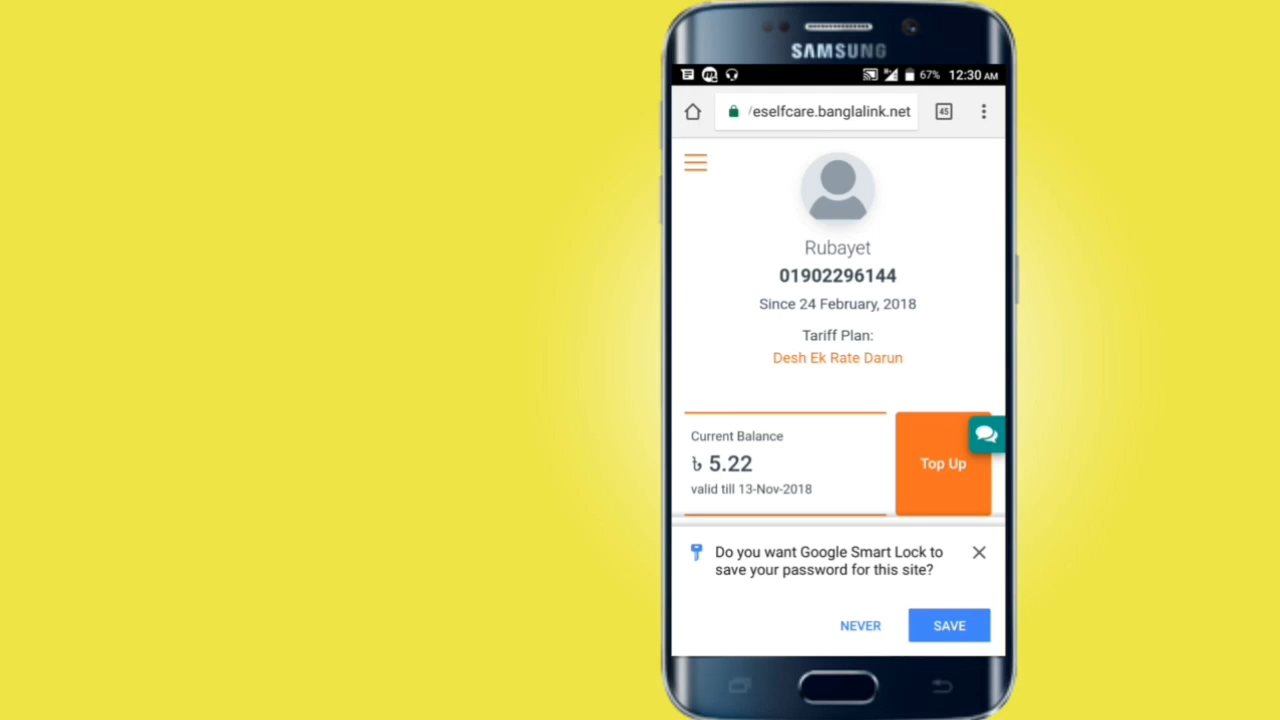 SAMSUNG
67% 12:30 AM
/eselfcare.banglalink.net
45
Rubayet
01902296144
Since 24 February, 2018
Tariff Plan:
Desh Ek Rate Darun
Current Balance
৳ 5.22
valid till 13-Nov-2018
Top Up
Do you want Google Smart Lock to
save your password for this site?
NEVER
SAVE